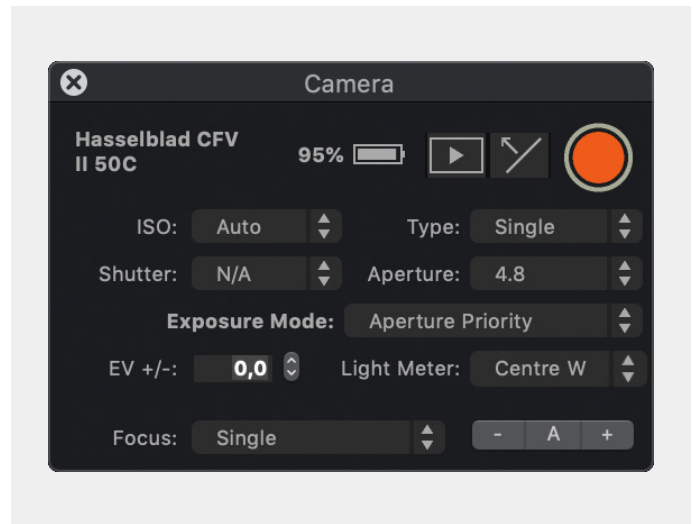 Camera
Hasselblad CFV
II 50C
95%
ISO: Auto Type: Single
Shutter: N/A Aperture: 4.8
Exposure Mode: Aperture Priority
EV +/-: 0,0 Light Meter: Centre W
Focus: Single - A +